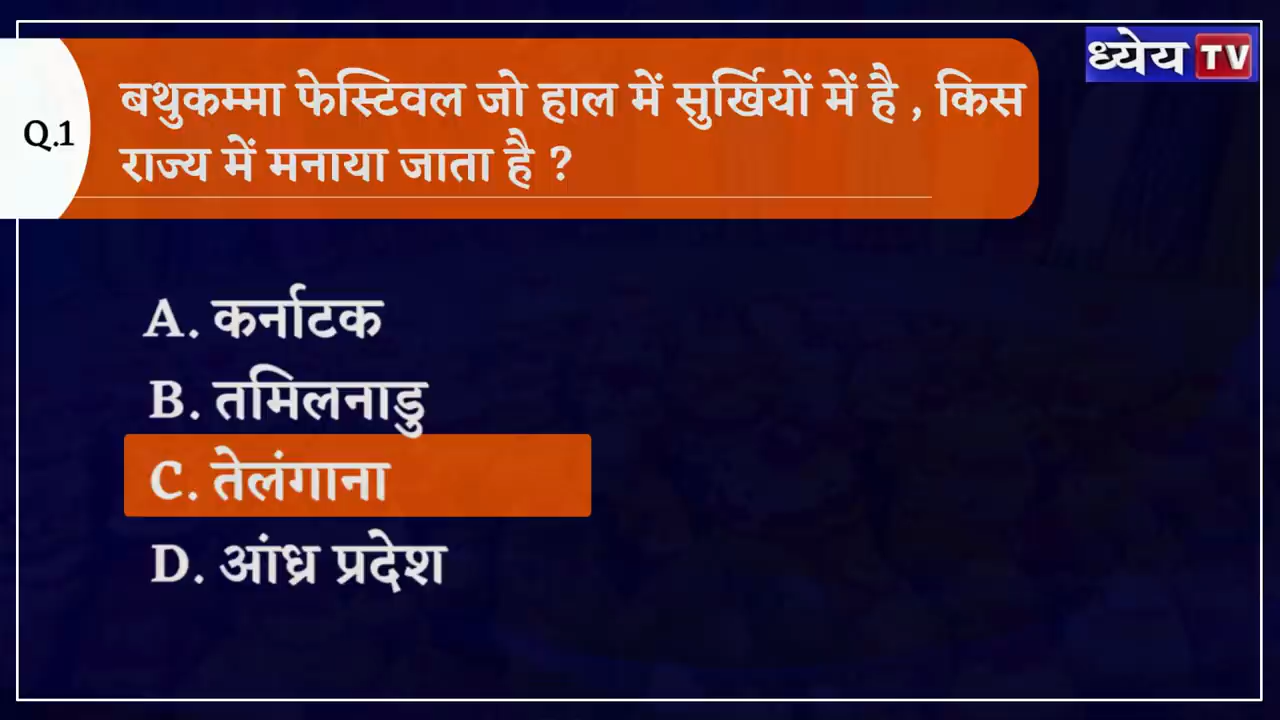 ध्येय TV
Q.1
बथुकम्मा फेस्टिवल जो हाल में सुर्खियों में है , किस
राज्य में मनाया जाता है ?
A. कर्नाटक
B. तमिलनाडु
C. तेलंगाना
D. आंध्र प्रदेश